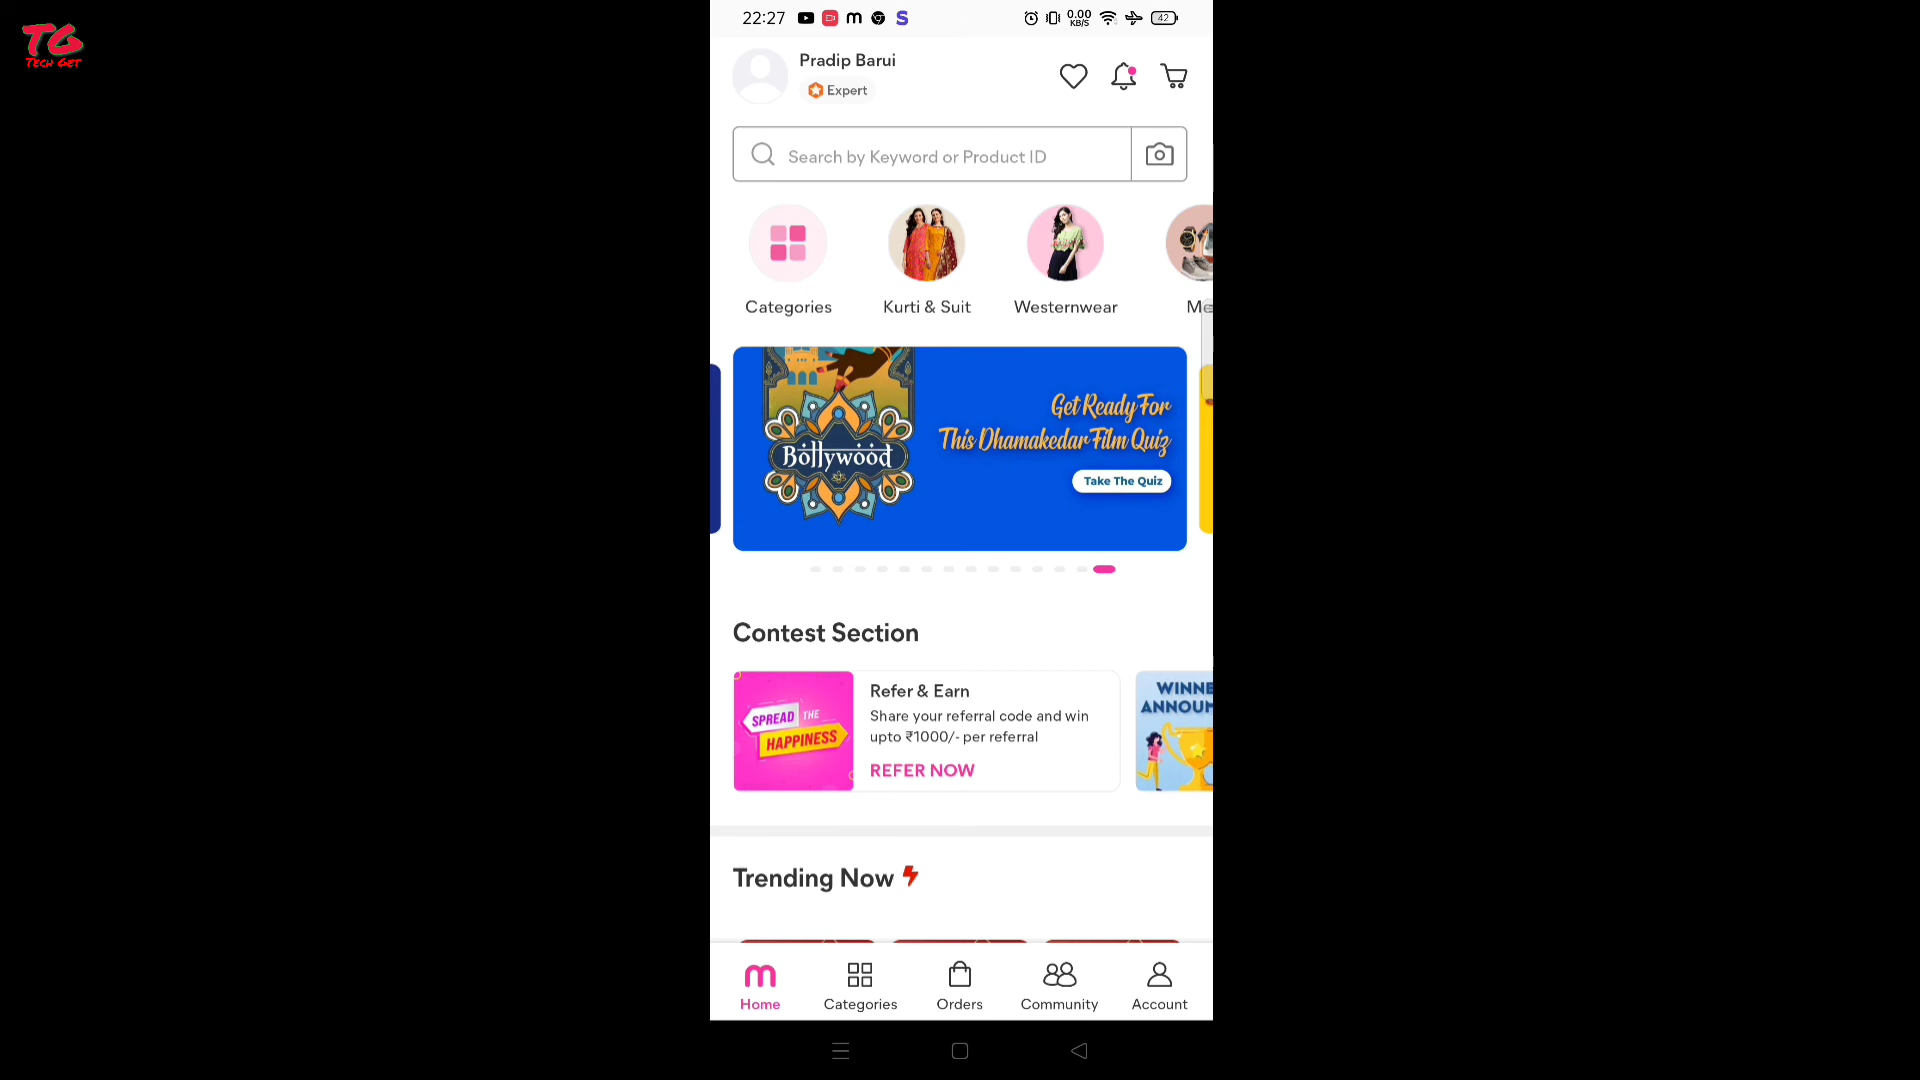 TG
Tech Get
22:27
0.00
KB/S
42
Pradip Barui
Expert
Search by Keyword or Product ID
Categories
Kurti & Suit
Westernwear
Me
Bollywood
Get Ready For
This Dhamakedar Film Quiz
Take The Quiz
Contest Section
SPREAD THE
HAPPINESS
Refer & Earn
Share your referral code and win
upto ₹1000/- per referral
REFER NOW
WINNE
ANNOUN
Trending Now
Home
Categories
Orders
Community
Account